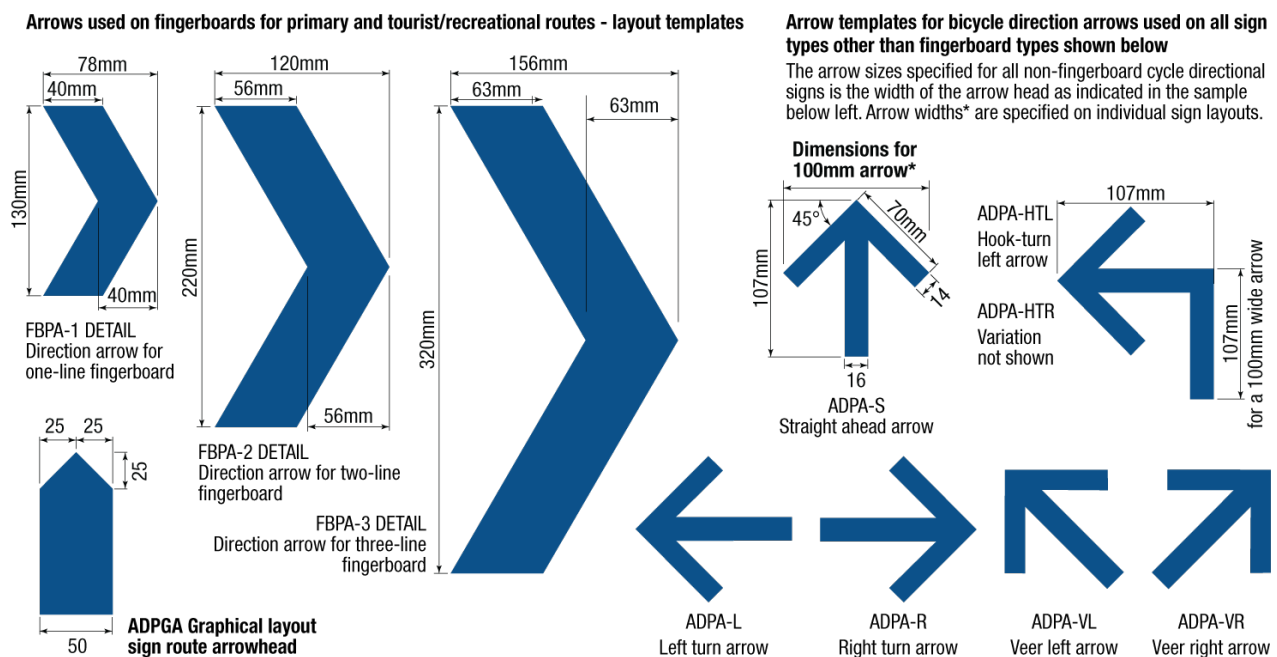 Arrows used on fingerboards for primary and tourist/recreational routes - layout templates
78mm
40mm
130mm
40mm
FBPA-1 DETAIL
Direction arrow for
one-line fingerboard
120mm
56mm
220mm
56mm
FBPA-2 DETAIL
Direction arrow for two-line
fingerboard
156mm
63mm
63mm
320mm
FBPA-3 DETAIL
Direction arrow for three-line
fingerboard
25
25
25
50
ADPGA Graphical layout
sign route arrowhead
Arrow templates for bicycle direction arrows used on all sign
types other than fingerboard types shown below
The arrow sizes specified for all non-fingerboard cycle directional
signs is the width of the arrow head as indicated in the sample
below left. Arrow widths* are specified on individual sign layouts.
Dimensions for
100mm arrow*
45°
70mm
107mm
14
16
ADPA-S
Straight ahead arrow
ADPA-HTL
Hook-turn
left arrow
ADPA-HTR
Variation
not shown
107mm
107mm
for a 100mm wide arrow
ADPA-L
Left turn arrow
ADPA-R
Right turn arrow
ADPA-VL
Veer left arrow
ADPA-VR
Veer right arrow